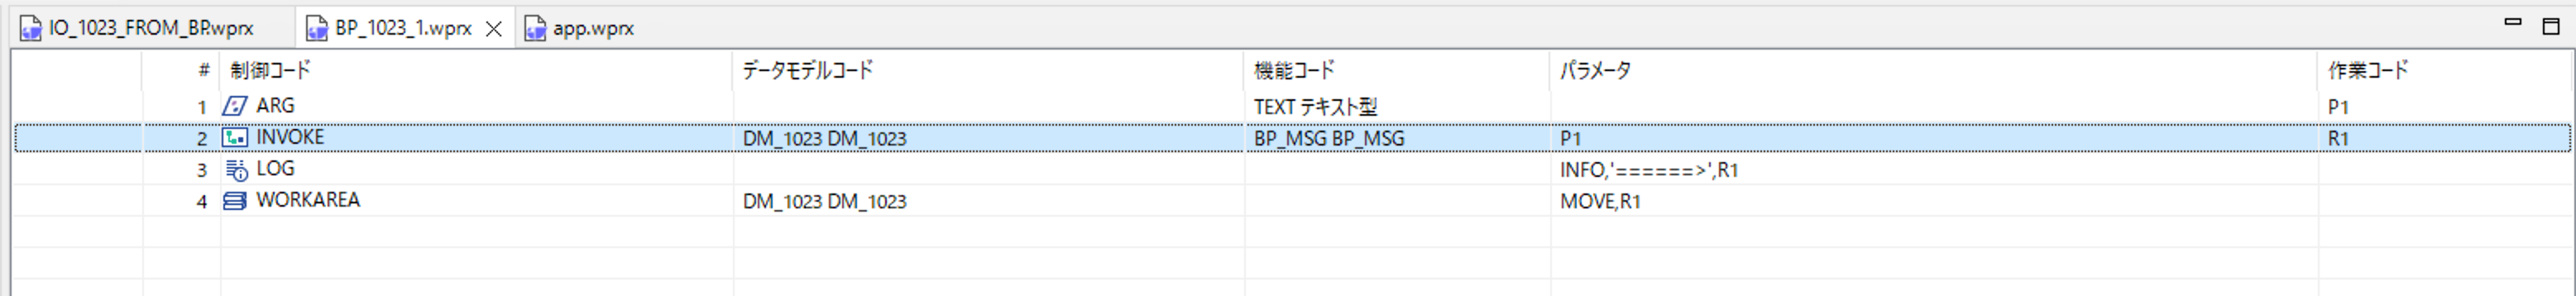 IO_1023_FROM_BP.wprx BP_1023_1.wprx app.wprx
# 制御コード データモデルコード 機能コード パラメータ 作業コード
1 ARG TEXT テキスト型 P1
2 INVOKE DM_1023 DM_1023 BP_MSG BP_MSG P1 R1
3 LOG INFO,'======>',R1
4 WORKAREA DM_1023 DM_1023 MOVE,R1